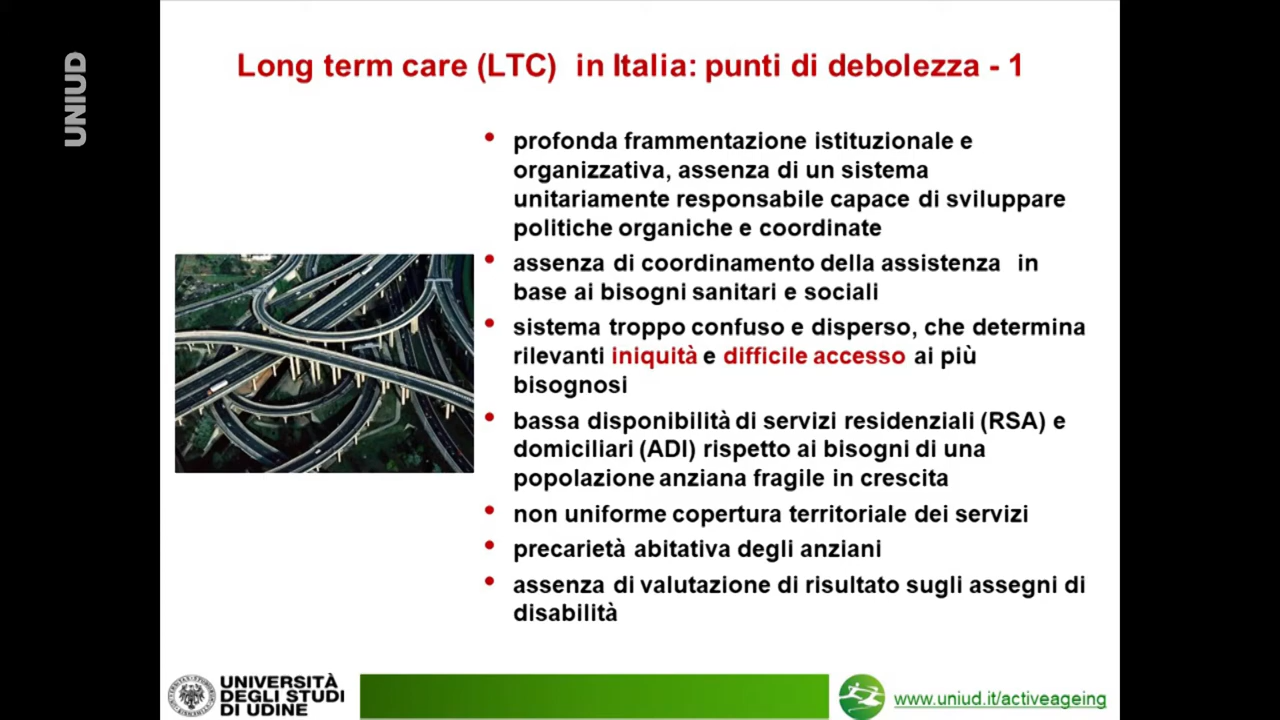 UNIUD
Long term care (LTC) in Italia: punti di debolezza - 1
• profonda frammentazione istituzionale e
organizzativa, assenza di un sistema
unitariamente responsabile capace di sviluppare
politiche organiche e coordinate
• assenza di coordinamento della assistenza in
base ai bisogni sanitari e sociali
• sistema troppo confuso e disperso, che determina
rilevanti iniquità e difficile accesso ai più
bisognosi
• bassa disponibilità di servizi residenziali (RSA) e
domiciliari (ADI) rispetto ai bisogni di una
popolazione anziana fragile in crescita
• non uniforme copertura territoriale dei servizi
• precarietà abitativa degli anziani
• assenza di valutazione di risultato sugli assegni di
disabilità
UNIVERSITÀ
DEGLI STUDI
DI UDINE
www.uniud.it/activeageing